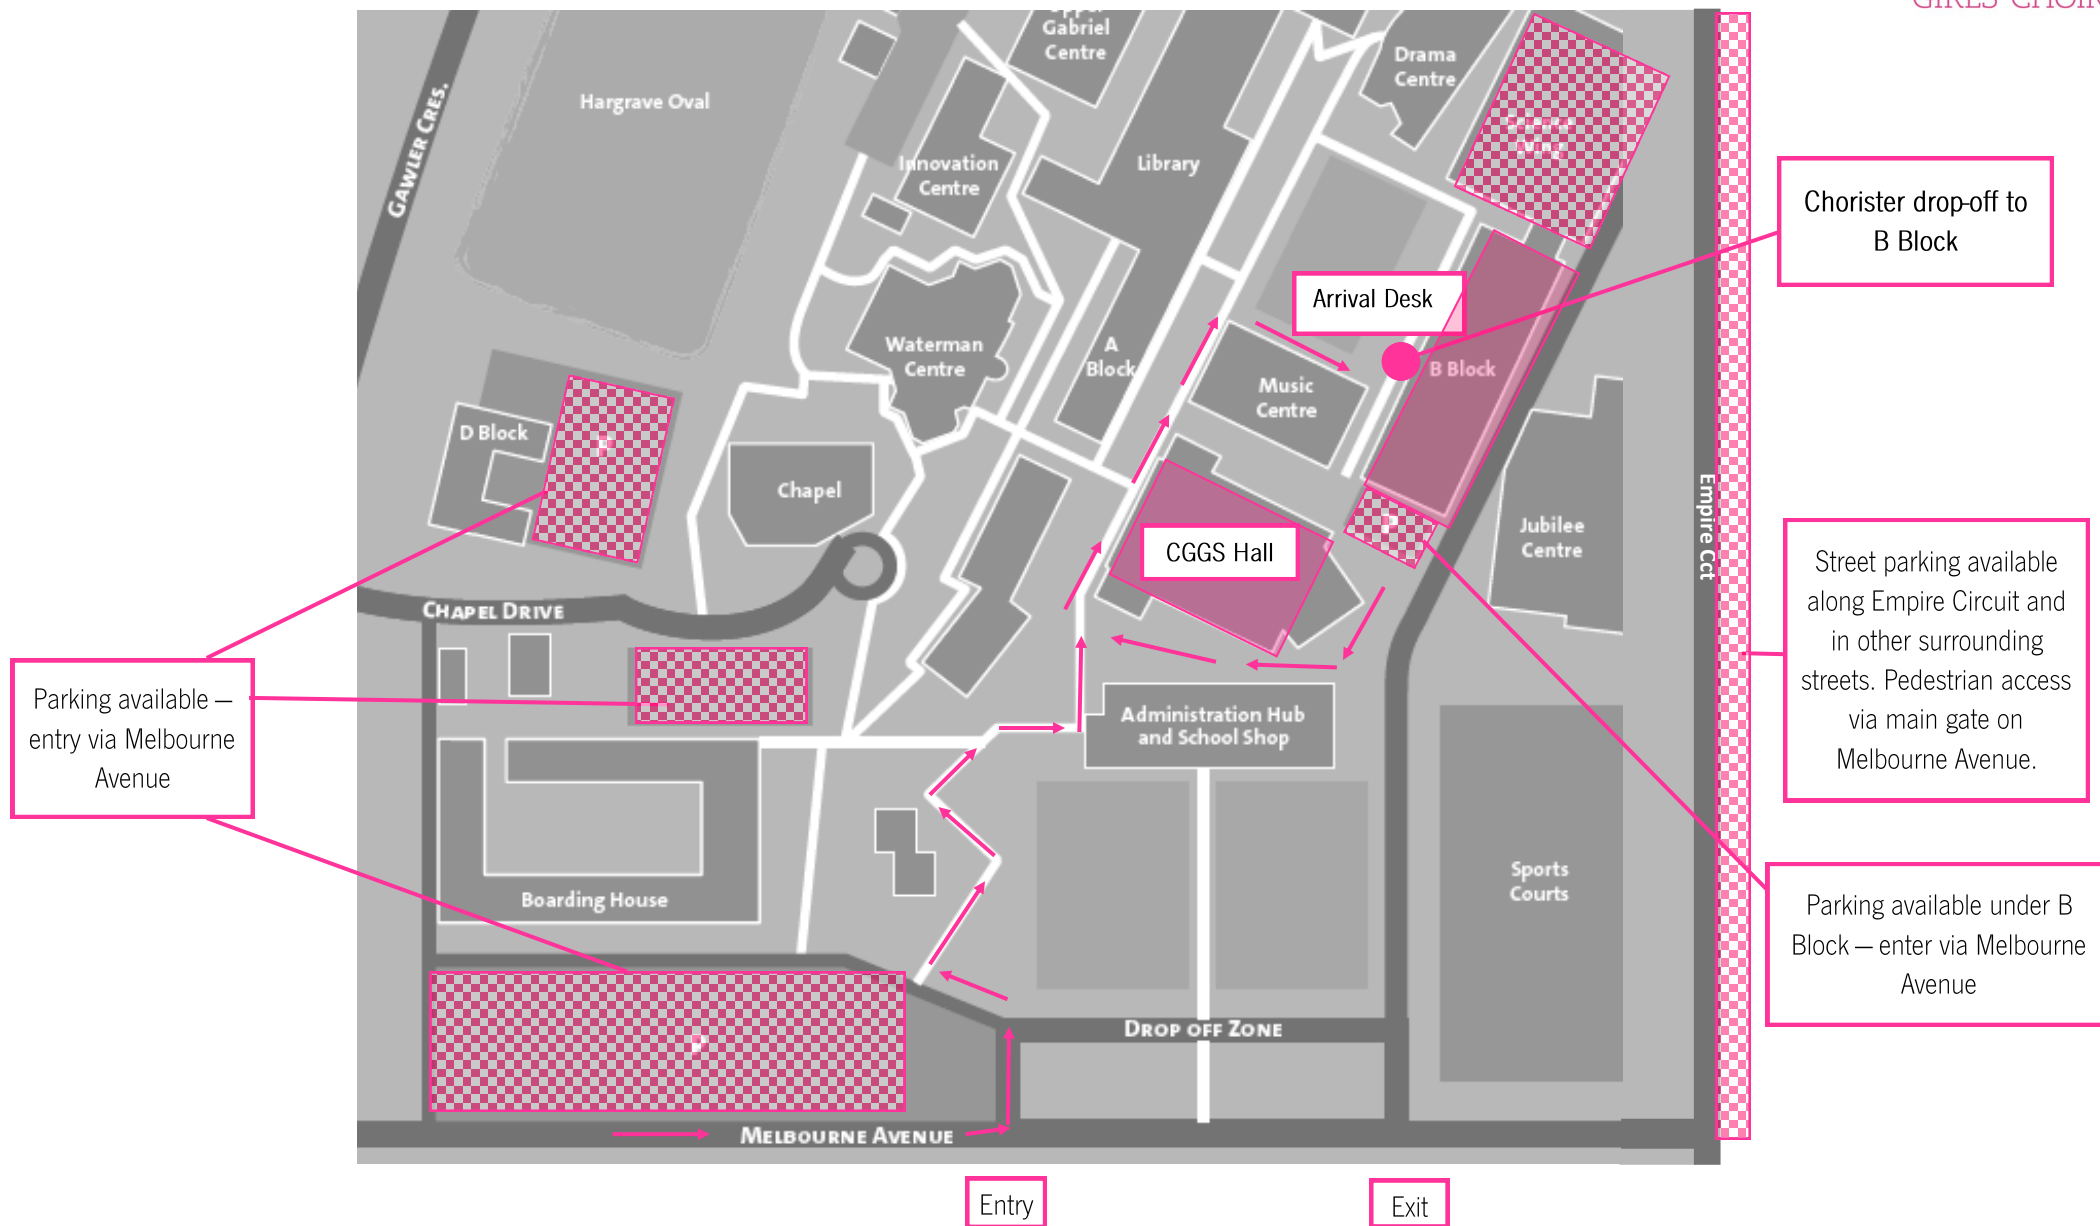 GIRLS' CHOIR
Gabriel
Centre
Drama
Centre
Hargrave Oval
GAWLER CRES.
Innovation
Centre
Library
Chorister drop-off to
B Block
Arrival Desk
Waterman
Centre
A
Block
B Block
Music
Centre
D Block
P
Chapel
P
CGGS Hall
Jubilee
Centre
Empire Cct
Street parking available
along Empire Circuit and
in other surrounding
streets. Pedestrian access
via main gate on
Melbourne Avenue.
CHAPEL DRIVE
Parking available –
entry via Melbourne
Avenue
Administration Hub
and School Shop
Boarding House
Sports
Courts
Parking available under B
Block – enter via Melbourne
Avenue
P
DROP OFF ZONE
MELBOURNE AVENUE
Entry
Exit